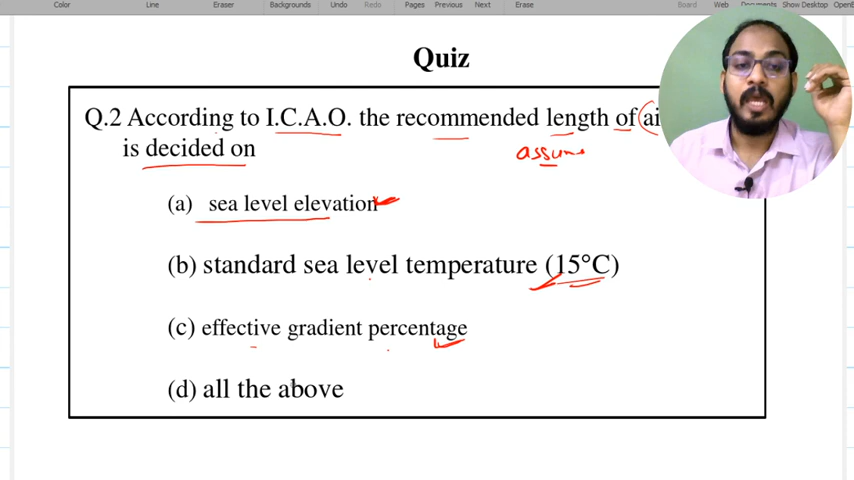 Color Line Eraser Backgrounds Undo Redo Pages Previous Next Erase Board Web Documents Show Desktop
Quiz
Q.2 According to I.C.A.O. the recommended length of
is decided on
assume
(a) sea level elevation
(b) standard sea level temperature (15°C)
(c) effective gradient percentage
(d) all the above